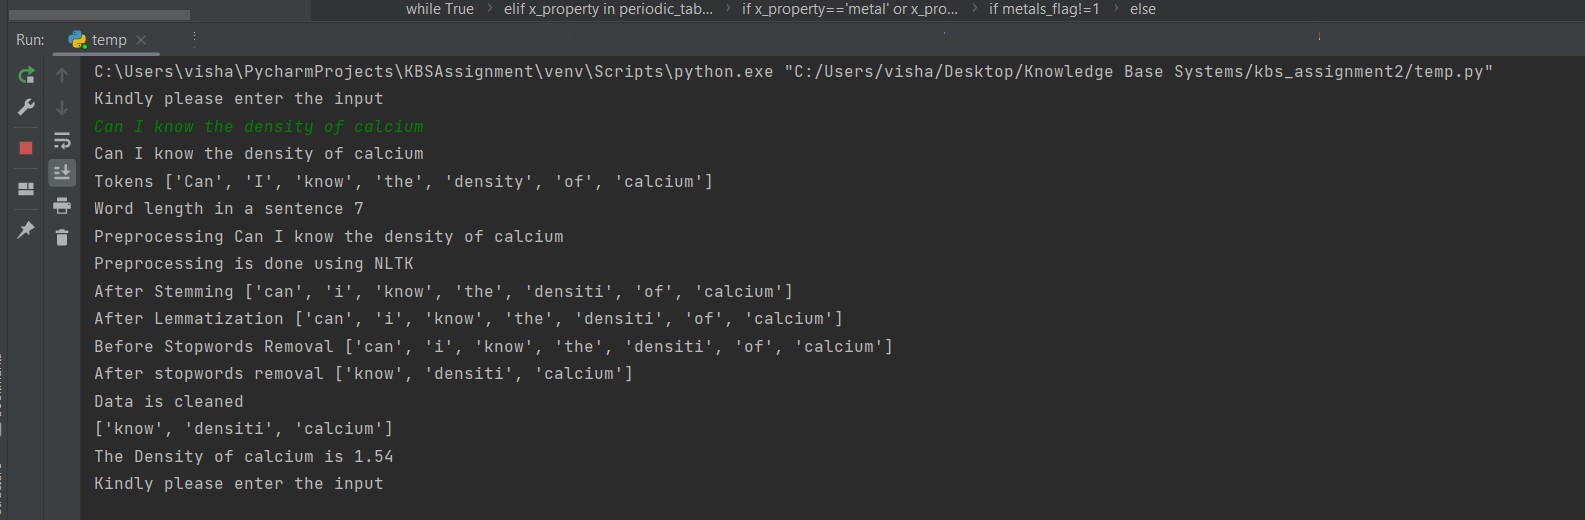 while True > elif x_property in periodic_tab... > if x_property=='metal' or x_pro... > if metals_flag!=1 > else
Run: temp
C:\Users\visha\PycharmProjects\KBSAssignment\venv\Scripts\python.exe "C:/Users/visha/Desktop/Knowledge Base Systems/kbs_assignment2/temp.py"
Kindly please enter the input
Can I know the density of calcium
Can I know the density of calcium
Tokens ['Can', 'I', 'know', 'the', 'density', 'of', 'calcium']
Word length in a sentence 7
Preprocessing Can I know the density of calcium
Preprocessing is done using NLTK
After Stemming ['can', 'i', 'know', 'the', 'densiti', 'of', 'calcium']
After Lemmatization ['can', 'i', 'know', 'the', 'densiti', 'of', 'calcium']
Before Stopwords Removal ['can', 'i', 'know', 'the', 'densiti', 'of', 'calcium']
After stopwords removal ['know', 'densiti', 'calcium']
Data is cleaned
['know', 'densiti', 'calcium']
The Density of calcium is 1.54
Kindly please enter the input